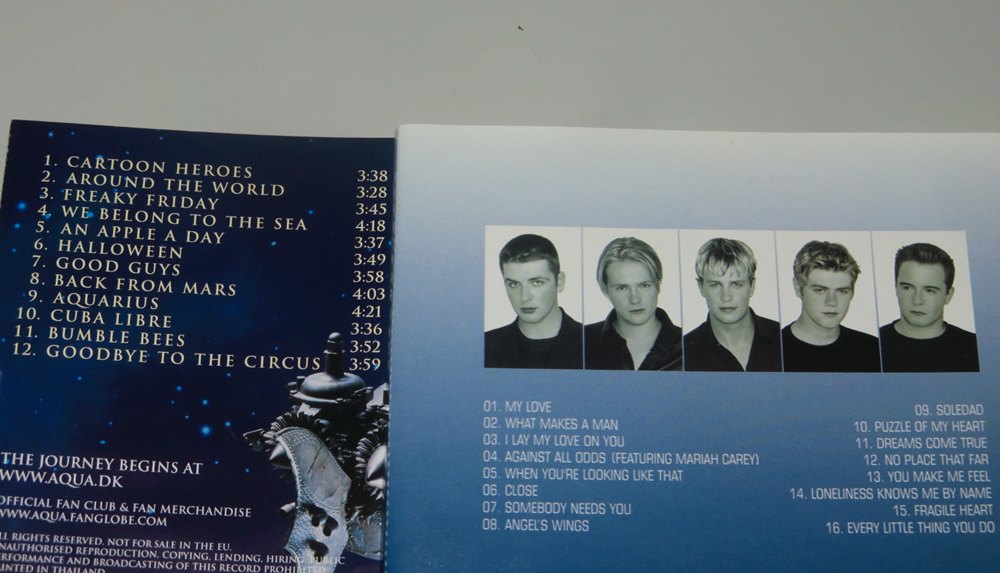 1. CARTOON HEROES 3:38
2. AROUND THE WORLD 3:28
3. FREAKY FRIDAY 3:45
4. WE BELONG TO THE SEA 4:18
5. AN APPLE A DAY 3:37
6. HALLOWEEN 3:49
7. GOOD GUYS 3:58
8. BACK FROM MARS 4:03
9. AQUARIUS 4:21
10. CUBA LIBRE 3:36
11. BUMBLE BEES 3:52
12. GOODBYE TO THE CIRCUS 3:59
THE JOURNEY BEGINS AT
WWW.AQUA.DK
OFFICIAL FAN CLUB & FAN MERCHANDISE
WWW.AQUA.FANGLOBE.COM
ALL RIGHTS RESERVED. NOT FOR SALE IN THE EU.
UNAUTHORISED REPRODUCTION, COPYING, LENDING, HIRING, PUBLIC
PERFORMANCE AND BROADCASTING OF THIS RECORD PROHIBITED
PRINTED IN THAILAND
01. MY LOVE
02. WHAT MAKES A MAN
03. I LAY MY LOVE ON YOU
04. AGAINST ALL ODDS (FEATURING MARIAH CAREY)
05. WHEN YOU'RE LOOKING LIKE THAT
06. CLOSE
07. SOMEBODY NEEDS YOU
08. ANGEL'S WINGS
09. SOLEDAD
10. PUZZLE OF MY HEART
11. DREAMS COME TRUE
12. NO PLACE THAT FAR
13. YOU MAKE ME FEEL
14. LONELINESS KNOWS ME BY NAME
15. FRAGILE HEART
16. EVERY LITTLE THING YOU DO